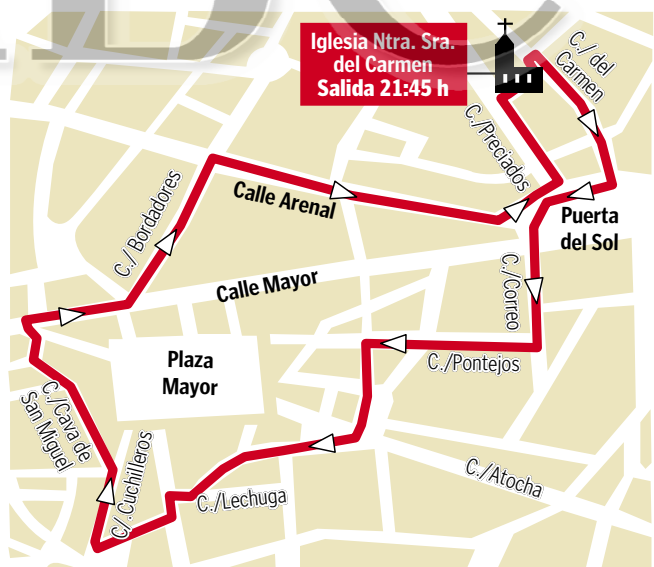 Iglesia Ntra. Sra.
del Carmen
Salida 21:45 h
C./ del
Carmen
C./Preciados
Calle Arenal
C./ Bordadores
Puerta
del Sol
Calle Mayor
C./Correo
Plaza
Mayor
C./Pontejos
C./Cava de
San Miguel
C/.Cuchilleros
C./Lechuga
C./Atocha